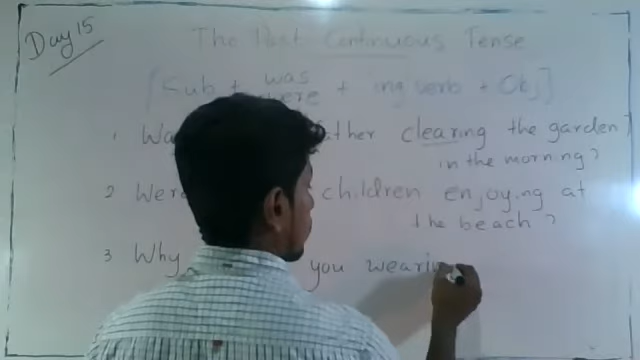 Day 15
The Past Continuous Tense
[Sub + was
were + ing verb + Obj]
1 Wa ather clearing the garden
in the morning?
2 Were children enjoying at
the beach?
3 Why you wearin